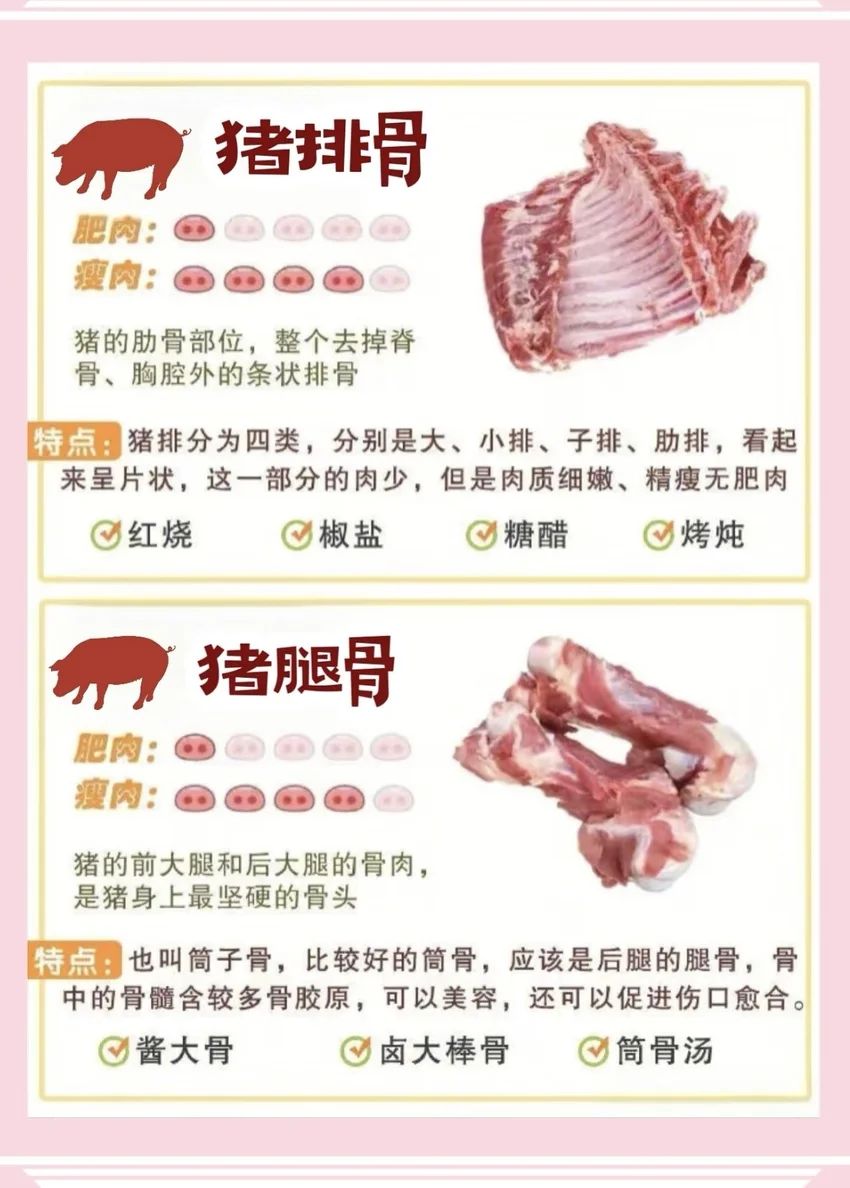 猪排骨
肥肉：
瘦肉：
猪的肋骨部位，整个去掉脊
骨、胸腔外的条状排骨
特点：猪排分为四类，分别是大、小排、子排、肋排，看起
来呈片状，这一部分的肉少，但是肉质细嫩、精瘦无肥肉
红烧 椒盐 糖醋 烤炖
猪腿骨
肥肉：
瘦肉：
猪的前大腿和后大腿的骨肉，
是猪身上最坚硬的骨头
特点：也叫筒子骨，比较好的筒骨，应该是后腿的腿骨，骨
中的骨髓含较多骨胶原，可以美容，还可以促进伤口愈合。
酱大骨 卤大棒骨 筒骨汤